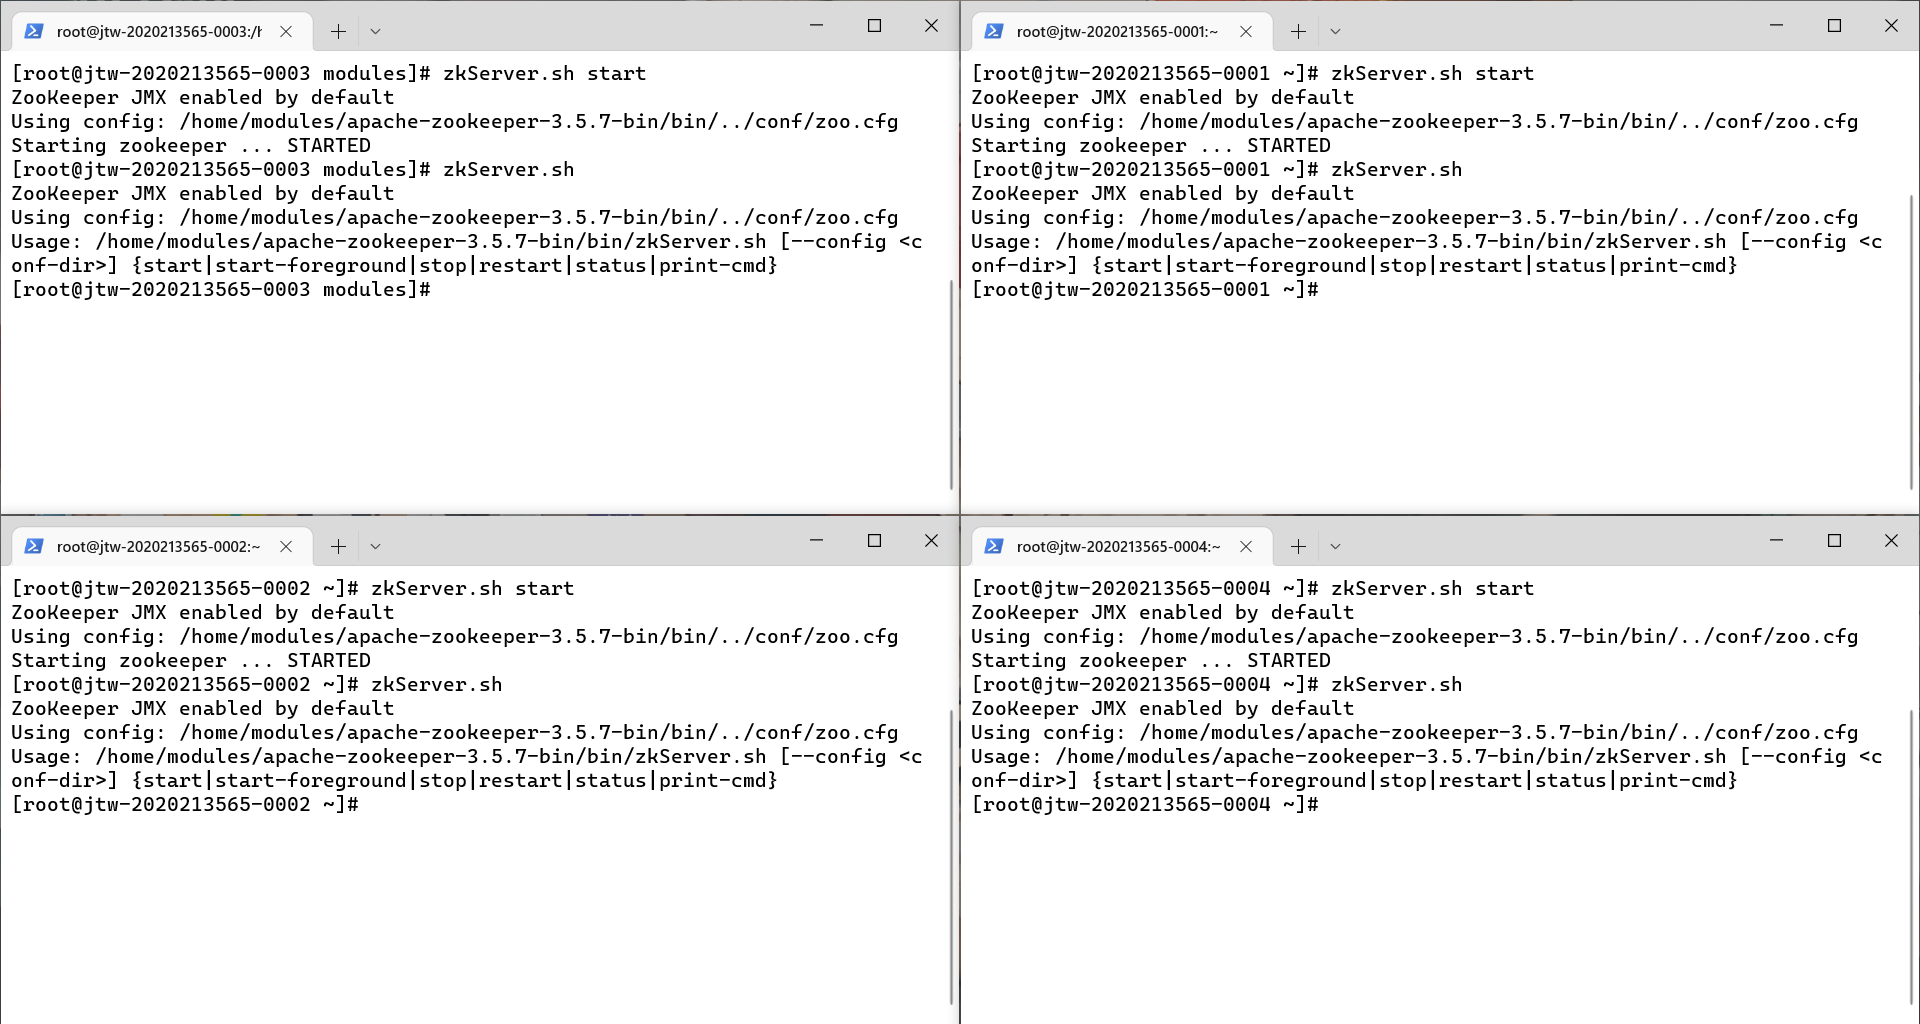 root@jtw-2020213565-0003:/h
[root@jtw-2020213565-0003 modules]# zkServer.sh start
ZooKeeper JMX enabled by default
Using config: /home/modules/apache-zookeeper-3.5.7-bin/bin/../conf/zoo.cfg
Starting zookeeper ... STARTED
[root@jtw-2020213565-0003 modules]# zkServer.sh
ZooKeeper JMX enabled by default
Using config: /home/modules/apache-zookeeper-3.5.7-bin/bin/../conf/zoo.cfg
Usage: /home/modules/apache-zookeeper-3.5.7-bin/bin/zkServer.sh [--config <c
onf-dir>] {start|start-foreground|stop|restart|status|print-cmd}
[root@jtw-2020213565-0003 modules]#
root@jtw-2020213565-0001:~
[root@jtw-2020213565-0001 ~]# zkServer.sh start
ZooKeeper JMX enabled by default
Using config: /home/modules/apache-zookeeper-3.5.7-bin/bin/../conf/zoo.cfg
Starting zookeeper ... STARTED
[root@jtw-2020213565-0001 ~]# zkServer.sh
ZooKeeper JMX enabled by default
Using config: /home/modules/apache-zookeeper-3.5.7-bin/bin/../conf/zoo.cfg
Usage: /home/modules/apache-zookeeper-3.5.7-bin/bin/zkServer.sh [--config <c
onf-dir>] {start|start-foreground|stop|restart|status|print-cmd}
[root@jtw-2020213565-0001 ~]#
root@jtw-2020213565-0002:~
[root@jtw-2020213565-0002 ~]# zkServer.sh start
ZooKeeper JMX enabled by default
Using config: /home/modules/apache-zookeeper-3.5.7-bin/bin/../conf/zoo.cfg
Starting zookeeper ... STARTED
[root@jtw-2020213565-0002 ~]# zkServer.sh
ZooKeeper JMX enabled by default
Using config: /home/modules/apache-zookeeper-3.5.7-bin/bin/../conf/zoo.cfg
Usage: /home/modules/apache-zookeeper-3.5.7-bin/bin/zkServer.sh [--config <c
onf-dir>] {start|start-foreground|stop|restart|status|print-cmd}
[root@jtw-2020213565-0002 ~]#
root@jtw-2020213565-0004:~
[root@jtw-2020213565-0004 ~]# zkServer.sh start
ZooKeeper JMX enabled by default
Using config: /home/modules/apache-zookeeper-3.5.7-bin/bin/../conf/zoo.cfg
Starting zookeeper ... STARTED
[root@jtw-2020213565-0004 ~]# zkServer.sh
ZooKeeper JMX enabled by default
Using config: /home/modules/apache-zookeeper-3.5.7-bin/bin/../conf/zoo.cfg
Usage: /home/modules/apache-zookeeper-3.5.7-bin/bin/zkServer.sh [--config <c
onf-dir>] {start|start-foreground|stop|restart|status|print-cmd}
[root@jtw-2020213565-0004 ~]#